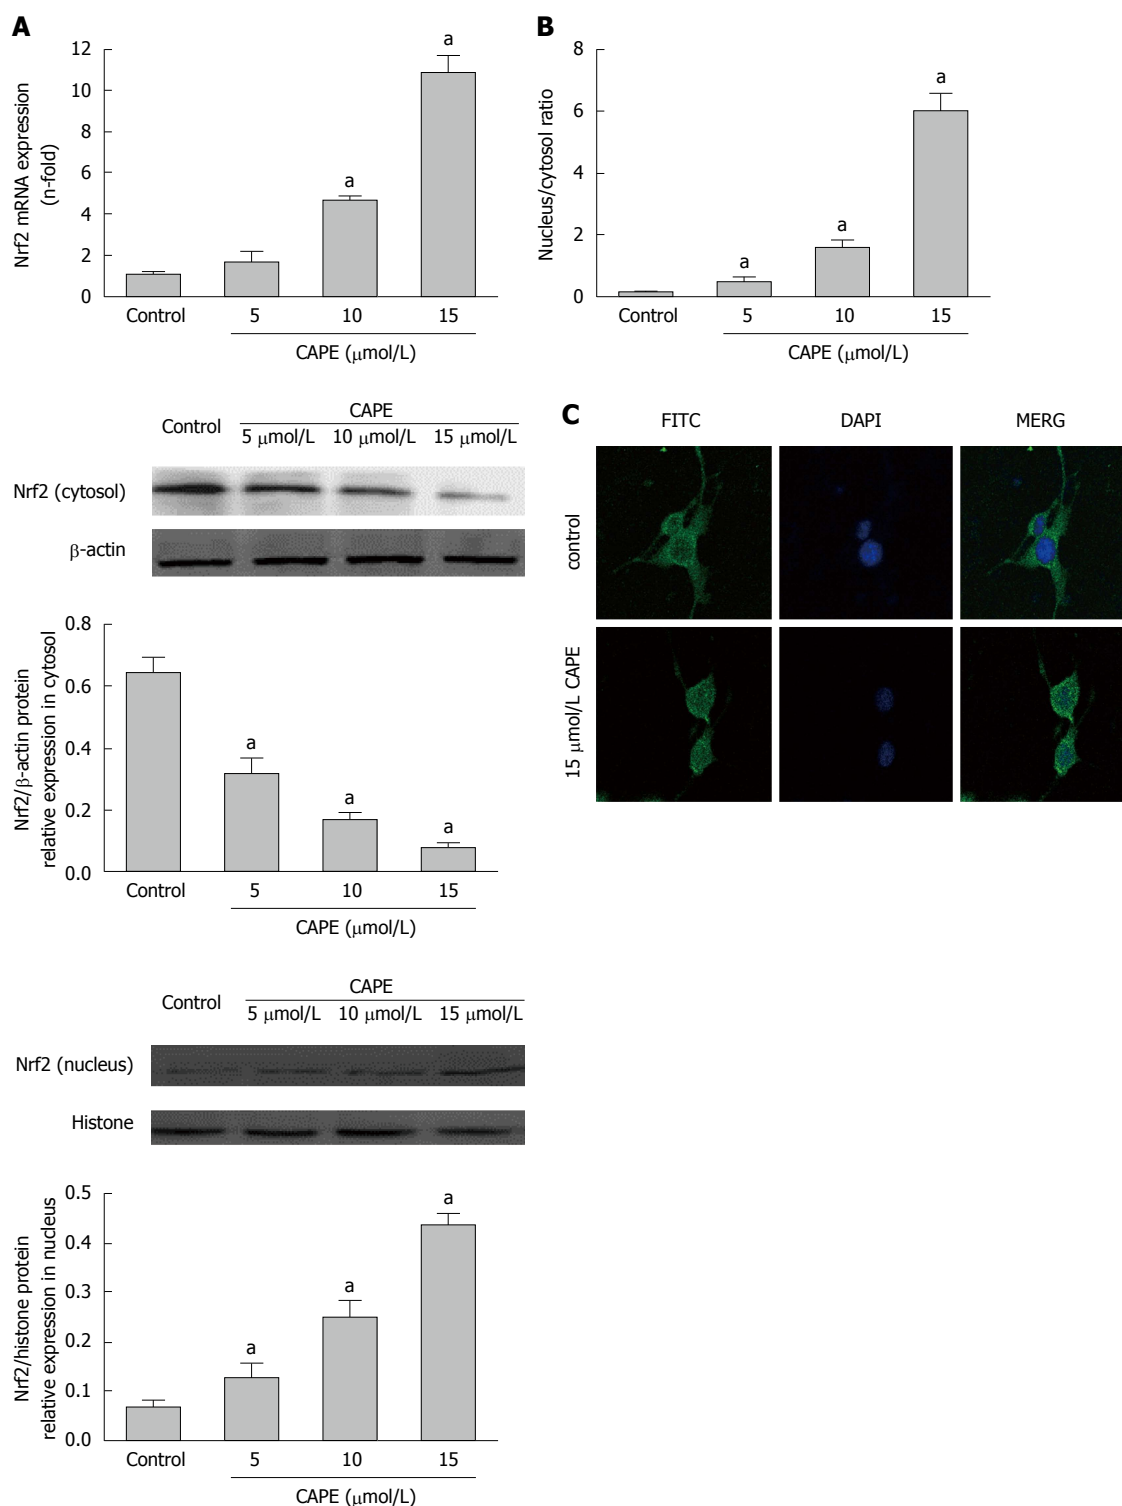 A
12
10
8
6
4
2
0
Nrf2 mRNA expression
(n-fold)
a
a
Control
5
10
15
CAPE (μmol/L)
B
8
6
4
2
0
Nucleus/cytosol ratio
a
a
a
Control
5
10
15
CAPE (μmol/L)
Control
CAPE
5 μmol/L
10 μmol/L
15 μmol/L
Nrf2 (cytosol)
β-actin
0.8
0.6
0.4
0.2
0.0
Nrf2/β-actin protein
relative expression in cytosol
a
a
a
Control
5
10
15
CAPE (μmol/L)
Control
CAPE
5 μmol/L
10 μmol/L
15 μmol/L
Nrf2 (nucleus)
Histone
0.5
0.4
0.3
0.2
0.1
0.0
Nrf2/histone protein
relative expression in nucleus
a
a
a
Control
5
10
15
CAPE (μmol/L)
C
FITC
DAPI
MERG
control
15 μmol/L CAPE